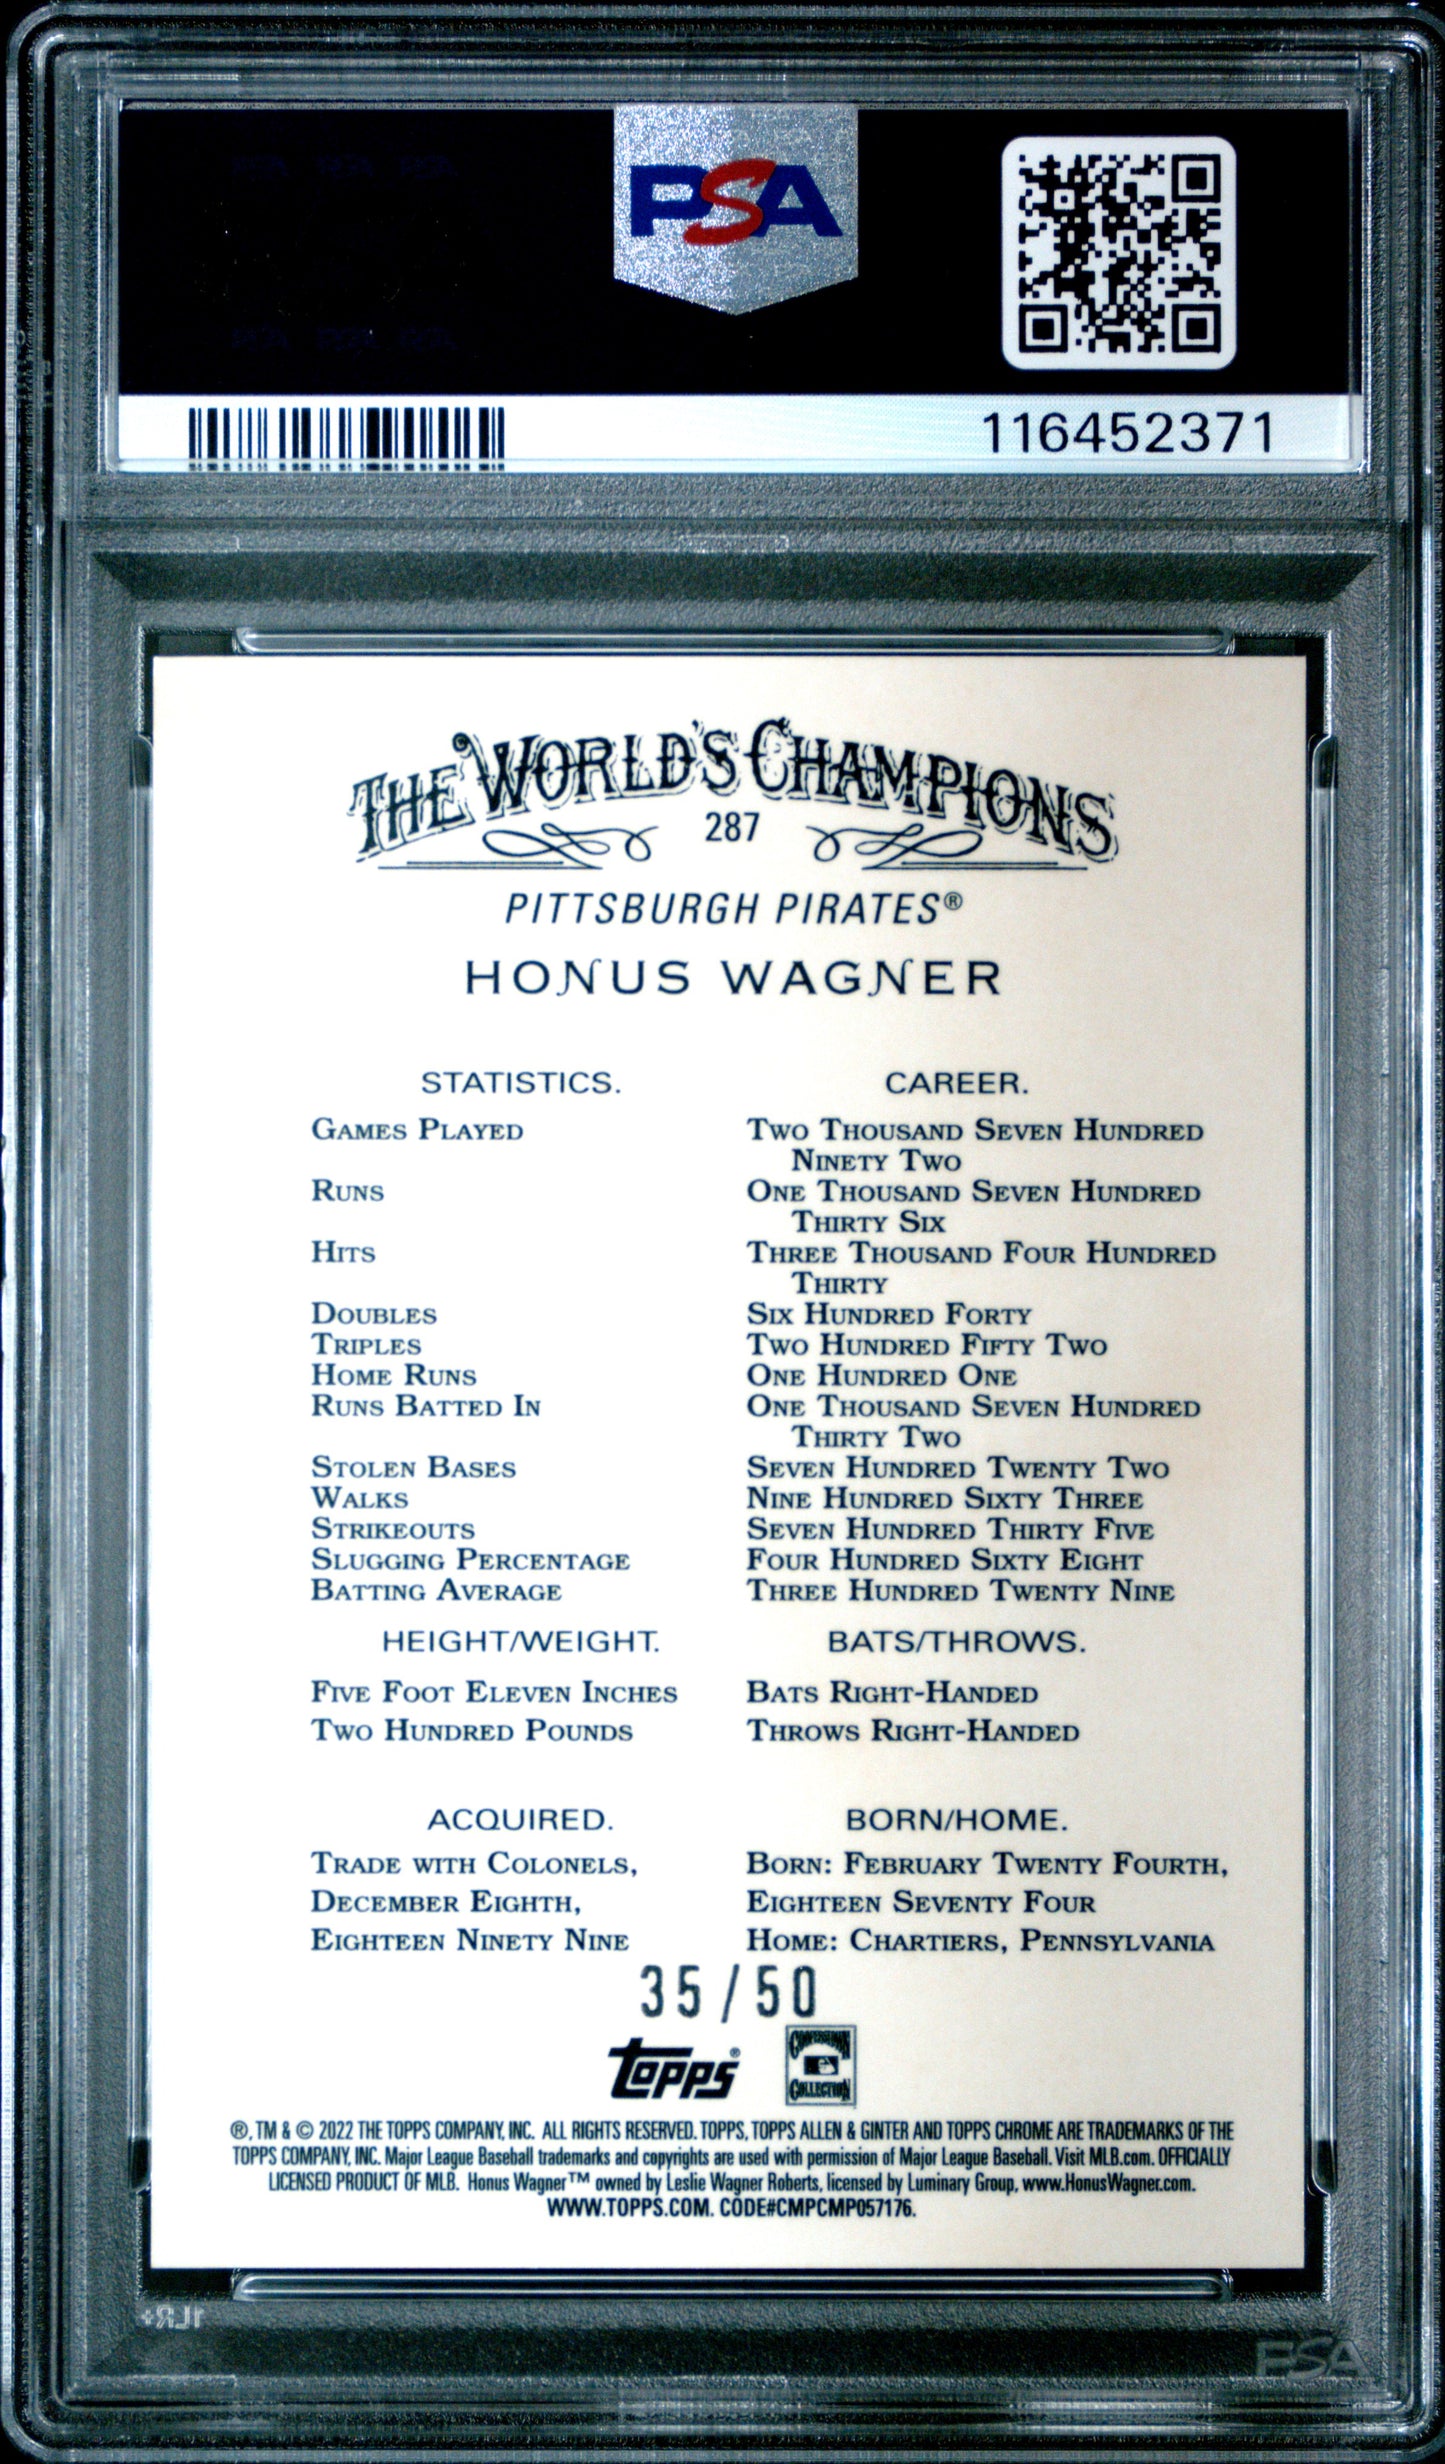 PSA
116452371
THE WORLD'S CHAMPIONS
287
PITTSBURGH PIRATES®
HONUS WAGNER
STATISTICS. CAREER.
GAMES PLAYED TWO THOUSAND SEVEN HUNDRED
NINETY TWO
RUNS ONE THOUSAND SEVEN HUNDRED
THIRTY SIX
HITS THREE THOUSAND FOUR HUNDRED
THIRTY
DOUBLES SIX HUNDRED FORTY
TRIPLES TWO HUNDRED FIFTY TWO
HOME RUNS ONE HUNDRED ONE
RUNS BATTED IN ONE THOUSAND SEVEN HUNDRED
THIRTY TWO
STOLEN BASES SEVEN HUNDRED TWENTY TWO
WALKS NINE HUNDRED SIXTY THREE
STRIKEOUTS SEVEN HUNDRED THIRTY FIVE
SLUGGING PERCENTAGE FOUR HUNDRED SIXTY EIGHT
BATTING AVERAGE THREE HUNDRED TWENTY NINE
HEIGHT/WEIGHT. BATS/THROWS.
FIVE FOOT ELEVEN INCHES BATS RIGHT-HANDED
TWO HUNDRED POUNDS THROWS RIGHT-HANDED
ACQUIRED. BORN/HOME.
TRADE WITH COLONELS, BORN: FEBRUARY TWENTY FOURTH,
DECEMBER EIGHTH, EIGHTEEN SEVENTY FOUR
EIGHTEEN NINETY NINE HOME: CHARTIERS, PENNSYLVANIA
35/50
topps® COOPERSTOWN COLLECTION
®, TM & © 2022 THE TOPPS COMPANY, INC. ALL RIGHTS RESERVED. TOPPS, TOPPS ALLEN & GINTER AND TOPPS CHROME ARE TRADEMARKS OF THE
TOPPS COMPANY, INC. Major League Baseball trademarks and copyrights are used with permission of Major League Baseball. Visit MLB.com. OFFICIALLY
LICENSED PRODUCT OF MLB. Honus Wagner™ owned by Leslie Wagner Roberts, licensed by Luminary Group, www.HonusWagner.com.
WWW.TOPPS.COM. CODE#CMPCMP057176.
1LR+
PSA